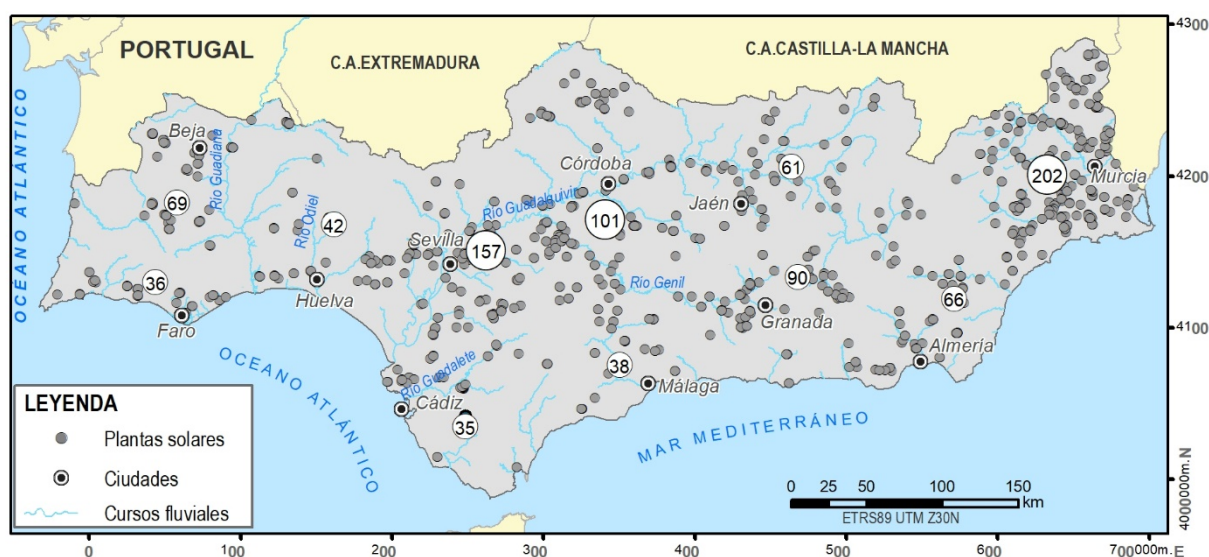 PORTUGAL
C.A.EXTREMADURA
C.A.CASTILLA-LA MANCHA
OCÉANO ATLÁNTICO
Beja
Río Guadiana
69
36
Faro
Río Odiel
42
Huelva
Río Guadalquivir
Sevilla
157
Córdoba
101
61
Jaén
Rio Genil
90
Granada
66
Almería
202
Murcia
38
Málaga
Río Guadalete
Cádiz
35
OCEANO ATLÁNTICO
MAR MEDITERRÁNEO
LEYENDA
Plantas solares
Ciudades
Cursos fluviales
0 25 50 100 150
km
ETRS89 UTM Z30N
4300
4200
4100
4000000m. N
0 100 200 300 400 500 600 700000m. E